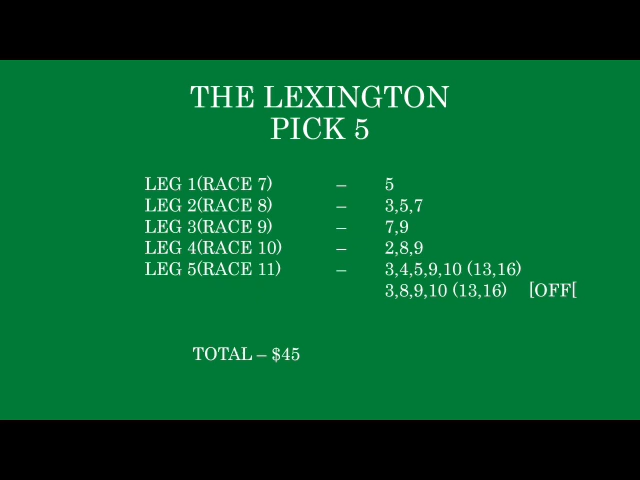 THE LEXINGTON
PICK 5
LEG 1(RACE 7) – 5
LEG 2(RACE 8) – 3,5,7
LEG 3(RACE 9) – 7,9
LEG 4(RACE 10) – 2,8,9
LEG 5(RACE 11) – 3,4,5,9,10 (13,16)
3,8,9,10 (13,16) [OFF[
TOTAL – $45